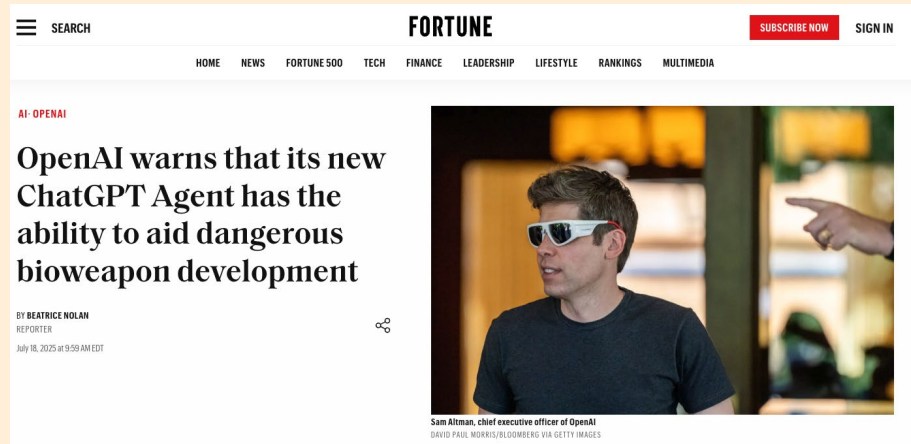 SEARCH
FORTUNE
SUBSCRIBE NOW
SIGN IN
HOME NEWS FORTUNE 500 TECH FINANCE LEADERSHIP LIFESTYLE RANKINGS MULTIMEDIA
AI·OPENAI
OpenAI warns that its new
ChatGPT Agent has the
ability to aid dangerous
bioweapon development
BY BEATRICE NOLAN
REPORTER
July 18, 2025 at 9:59 AM EDT
Sam Altman, chief executive officer of OpenAI
DAVID PAUL MORRIS/BLOOMBERG VIA GETTY IMAGES